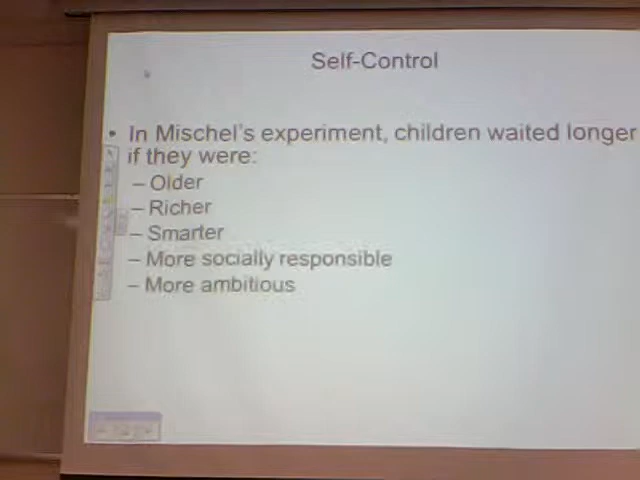 Self-Control
• In Mischel's experiment, children waited longer
if they were:
– Older
– Richer
– Smarter
– More socially responsible
– More ambitious